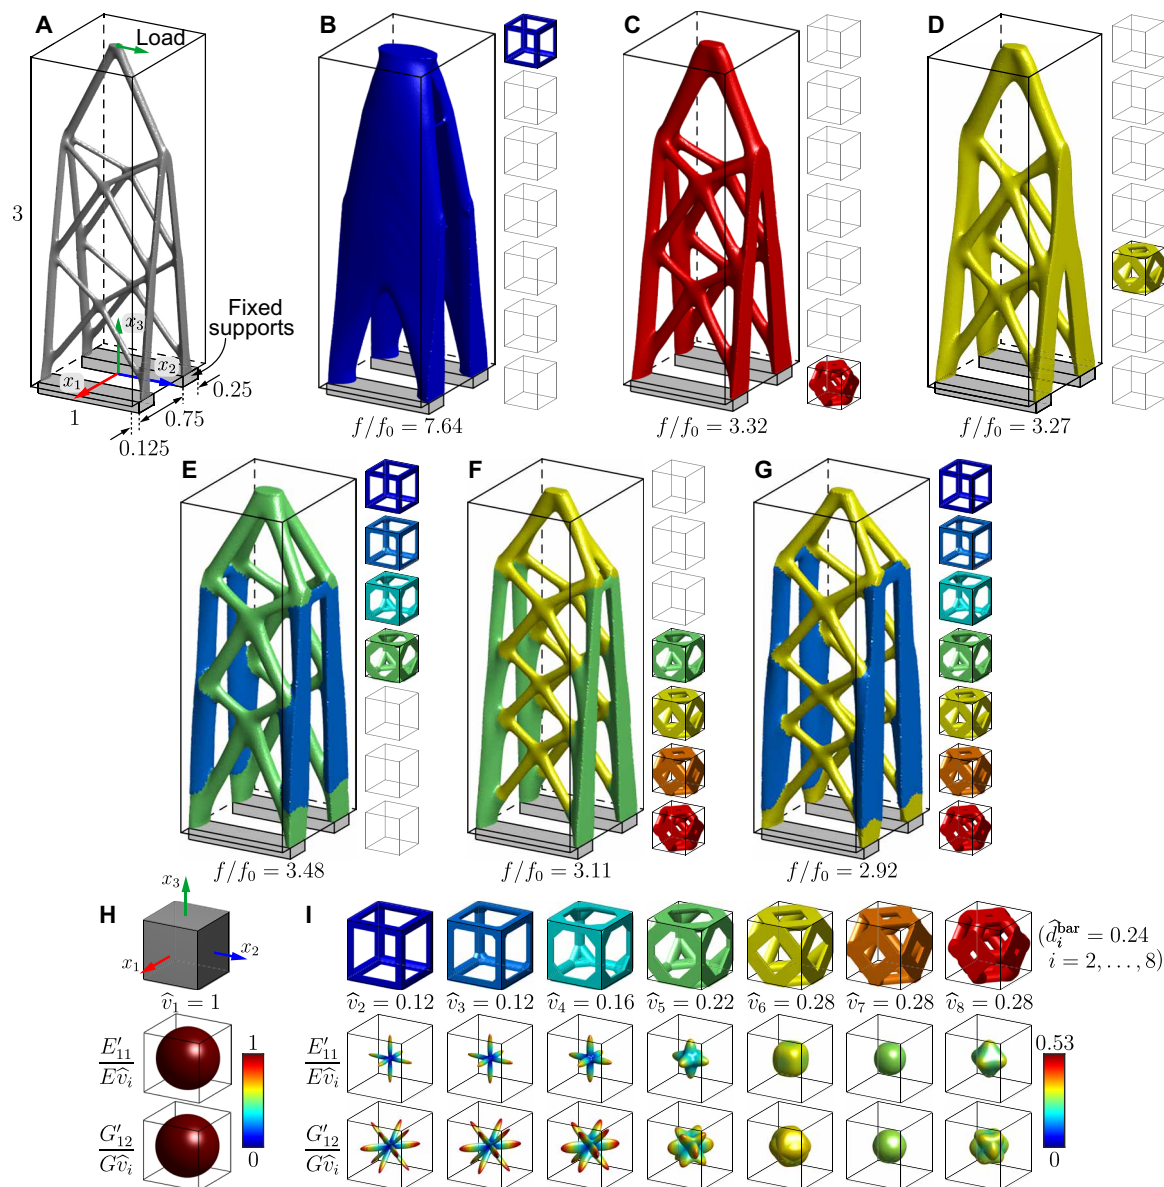 A
Load
3
Fixed
supports
x₃
x₂
x₁
0.25
0.75
1
0.125
B
f/f₀ = 7.64
C
f/f₀ = 3.32
D
f/f₀ = 3.27
E
f/f₀ = 3.48
F
f/f₀ = 3.11
G
f/f₀ = 2.92
H
x₃
x₂
x₁
v̂₁ = 1
E′₁₁ / Ev̂ᵢ
1
G′₁₂ / Gv̂ᵢ
0
I
(d̂ᵢᵇᵃʳ = 0.24
i = 2, . . . , 8)
v̂₂ = 0.12 v̂₃ = 0.12 v̂₄ = 0.16 v̂₅ = 0.22 v̂₆ = 0.28 v̂₇ = 0.28 v̂₈ = 0.28
E′₁₁ / Ev̂ᵢ
0.53
G′₁₂ / Gv̂ᵢ
0